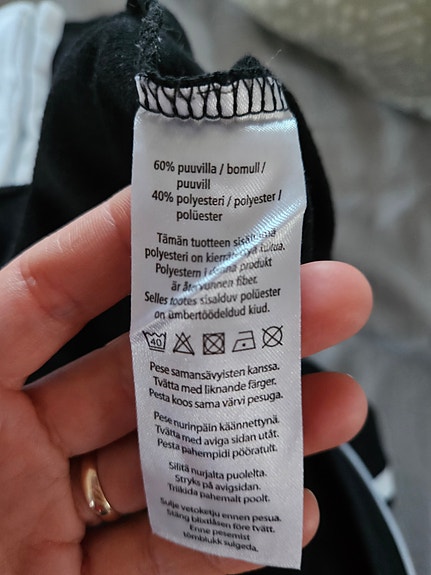 60% puuvilla / bomull /
puuvill
40% polyesteri / polyester /
polüester
Tämän tuotteen sisältämä
polyesteri on kierrätettyä kuitua.
Polyestern i denna produkt
är återvunnen fiber.
Selles tootes sisalduv polüester
on ümbertöödeldud kiud.
40
Pese samansävyisten kanssa.
Tvätta med liknande färger.
Pesta koos sama värvi pesuga.
Pese nurinpäin käännettynä.
Tvätta med aviga sidan utåt.
Pesta pahempidi pööratult.
Silitä nurjalta puolelta.
Stryks på avigsidan.
Triikida pahemalt poolt.
Sulje vetoketju ennen pesua.
Stäng blixtlåsen före tvätt.
Enne pesemist
tõmblukk sulgeda.